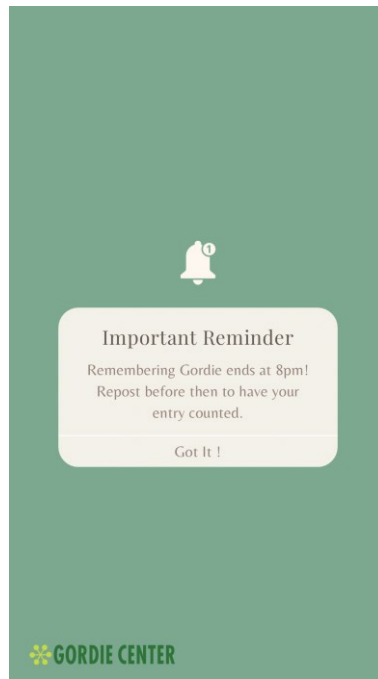 1
Important Reminder
Remembering Gordie ends at 8pm!
Repost before then to have your
entry counted.
Got It !
GORDIE CENTER